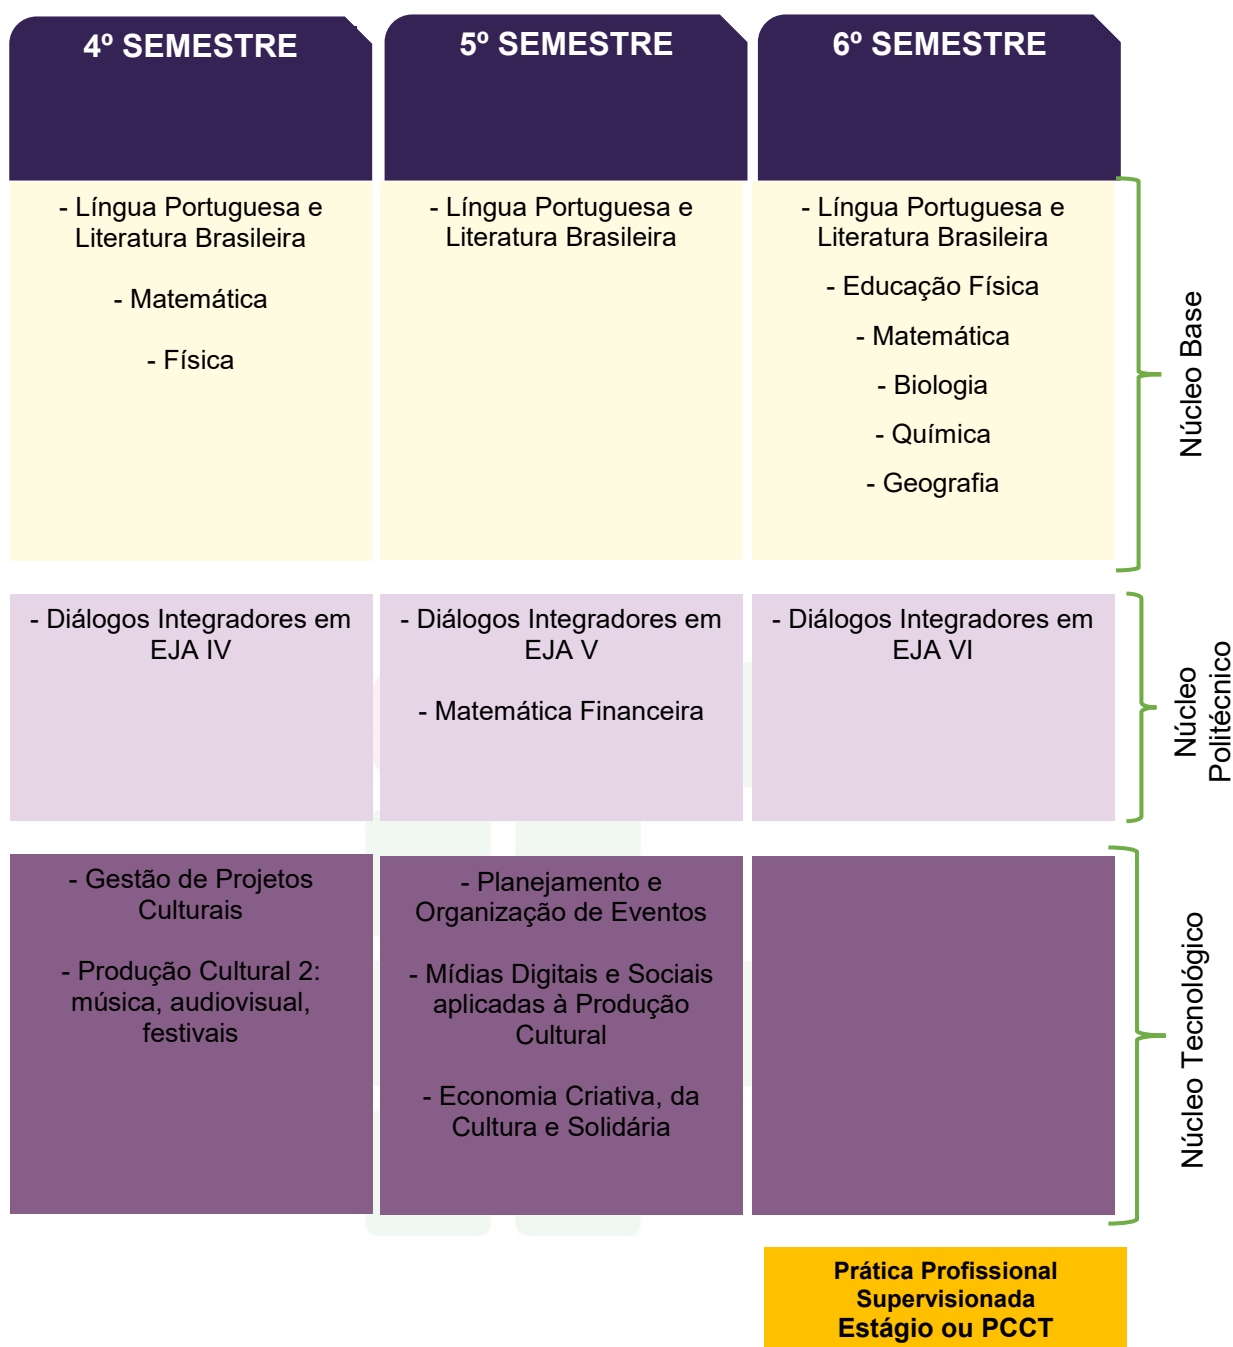 4º SEMESTRE
5º SEMESTRE
6º SEMESTRE
- Língua Portuguesa e
Literatura Brasileira
- Matemática
- Física
- Língua Portuguesa e
Literatura Brasileira
- Língua Portuguesa e
Literatura Brasileira
- Educação Física
- Matemática
- Biologia
- Química
- Geografia
Núcleo Base
- Diálogos Integradores em
EJA IV
- Diálogos Integradores em
EJA V
- Matemática Financeira
- Diálogos Integradores em
EJA VI
Núcleo
Politécnico
- Gestão de Projetos
Culturais
- Produção Cultural 2:
música, audiovisual,
festivais
- Planejamento e
Organização de Eventos
- Mídias Digitais e Sociais
aplicadas à Produção
Cultural
- Economia Criativa, da
Cultura e Solidária
Núcleo Tecnológico
Prática Profissional
Supervisionada
Estágio ou PCCT